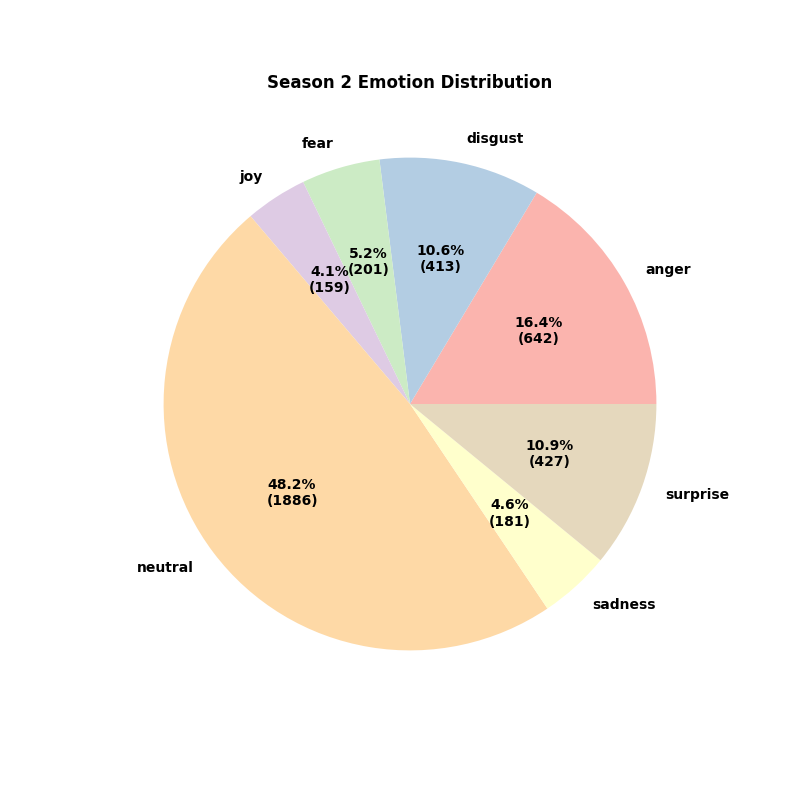 Season 2 Emotion Distribution
disgust
fear
joy
10.6%
(413)
5.2%
(201)
4.1%
(159)
anger
16.4%
(642)
10.9%
(427)
48.2%
(1886)
surprise
4.6%
(181)
neutral
sadness